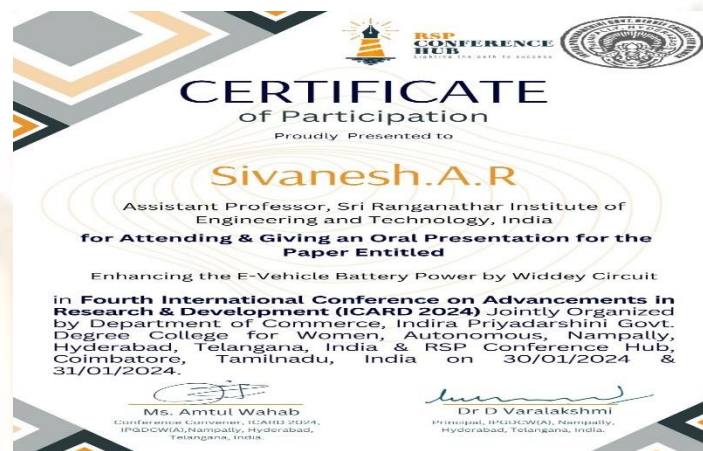 RSP
CONFERENCE
HUB
Lighting the path to success
CERTIFICATE
of Participation
Proudly Presented to
Sivanesh.A.R
Assistant Professor, Sri Ranganathar Institute of
Engineering and Technology, India
for Attending & Giving an Oral Presentation for the
Paper Entitled
Enhancing the E-Vehicle Battery Power by Widdey Circuit
in Fourth International Conference on Advancements in
Research & Development (ICARD 2024) Jointly Organized
by Department of Commerce, Indira Priyadarshini Govt.
Degree College for Women, Autonomous, Nampally,
Hyderabad, Telangana, India & RSP Conference Hub,
Coimbatore, Tamilnadu, India on 30/01/2024 &
31/01/2024.
Ms. Amtul Wahab
Conference Convener, ICARD 2024,
IPGDCW(A),Nampally, Hyderabad,
Telangana, India.
Dr D Varalakshmi
Principal, IPGDCW(A), Nampally,
Hyderabad, Telangana, India.